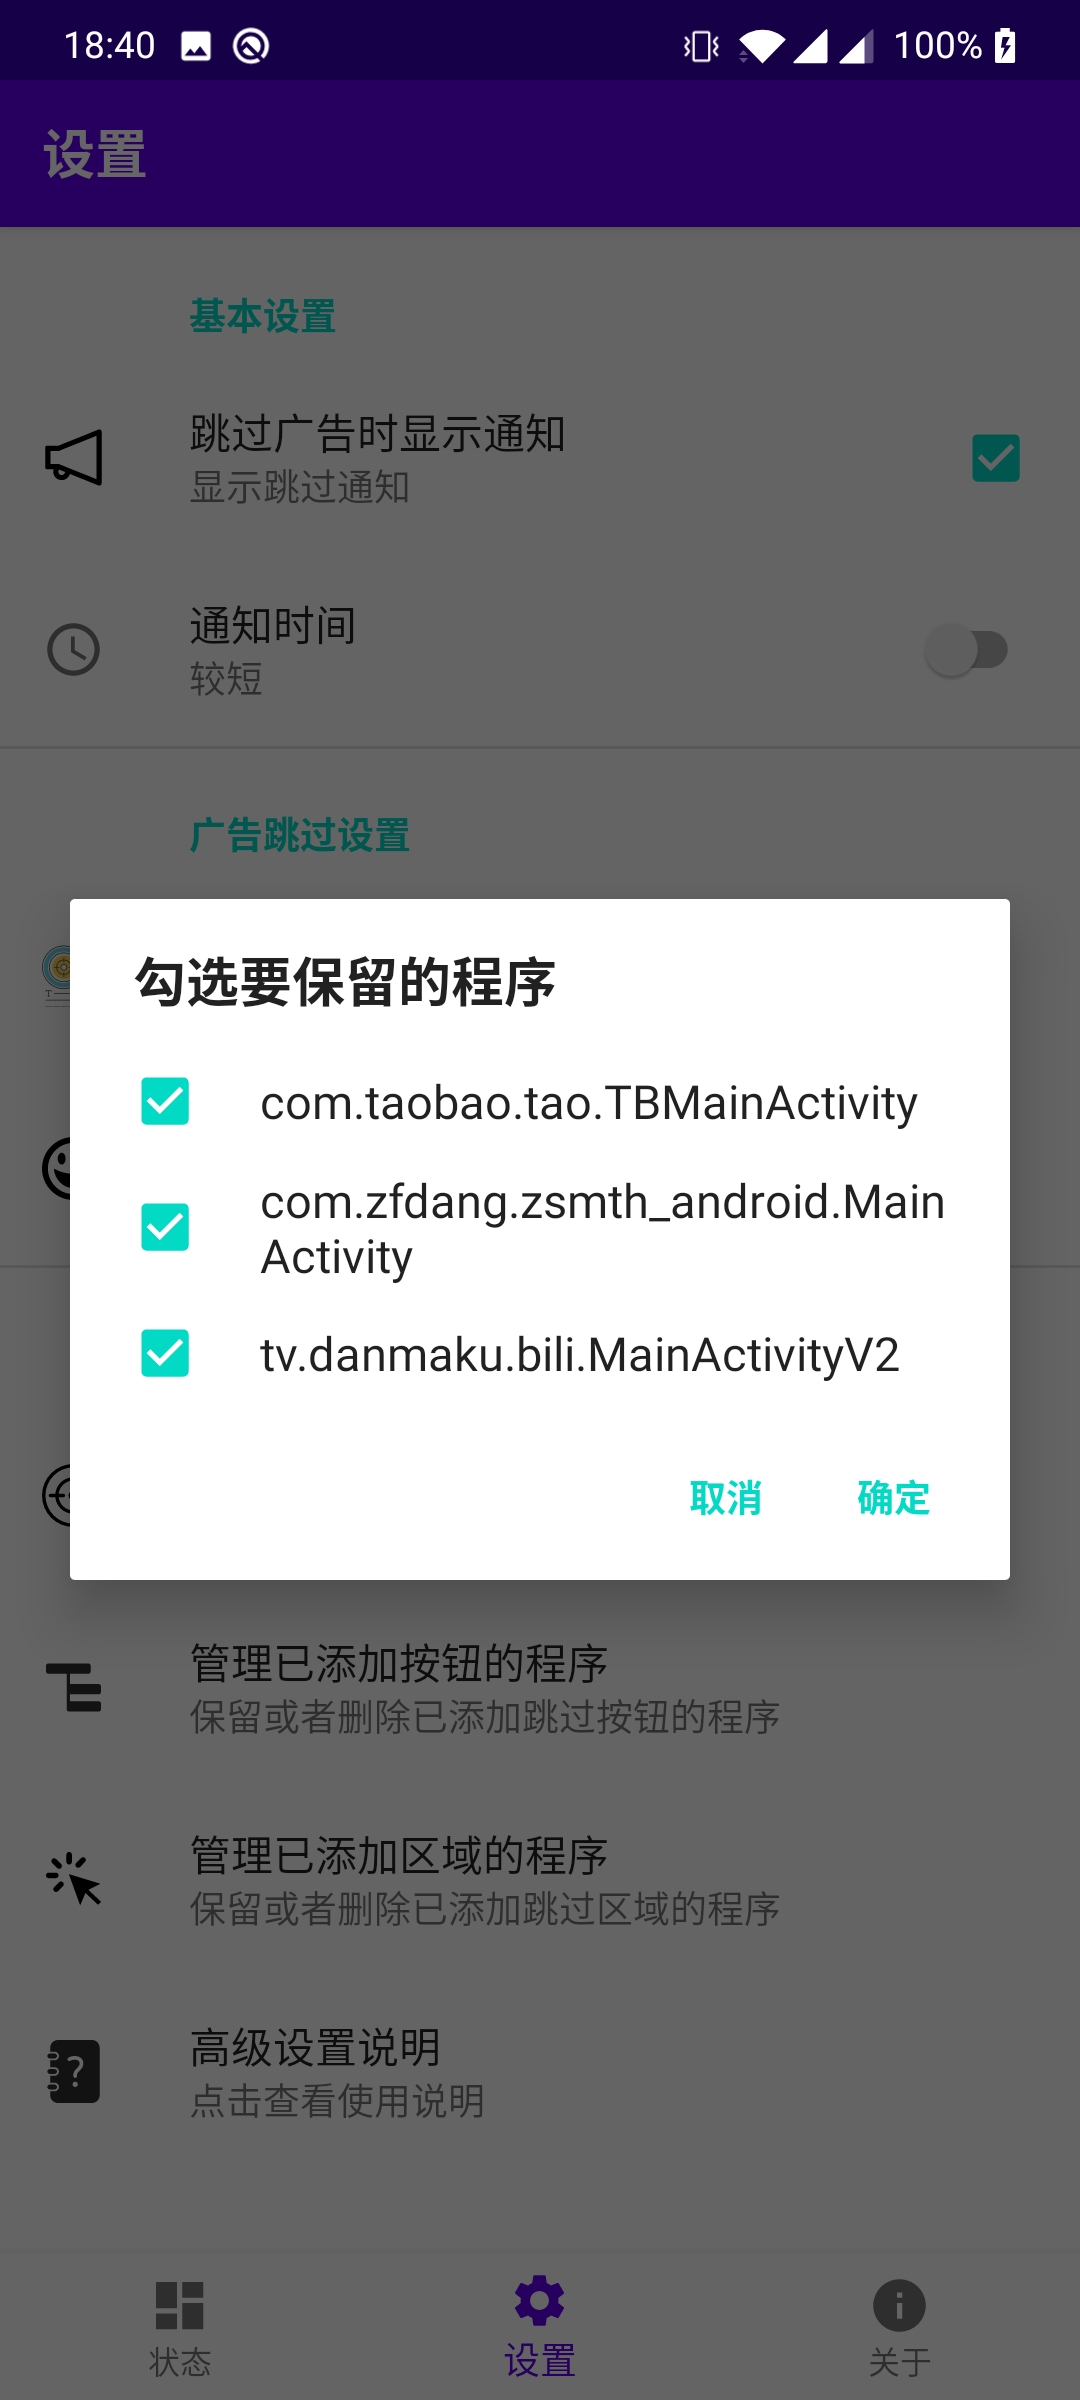 18:40
100%
设置
基本设置
跳过广告时显示通知
显示跳过通知
通知时间
较短
广告跳过设置
勾选要保留的程序
com.taobao.tao.TBMainActivity
com.zfdang.zsmth_android.Main
Activity
tv.danmaku.bili.MainActivityV2
取消
确定
管理已添加按钮的程序
保留或者删除已添加跳过按钮的程序
管理已添加区域的程序
保留或者删除已添加跳过区域的程序
高级设置说明
点击查看使用说明
状态
设置
关于